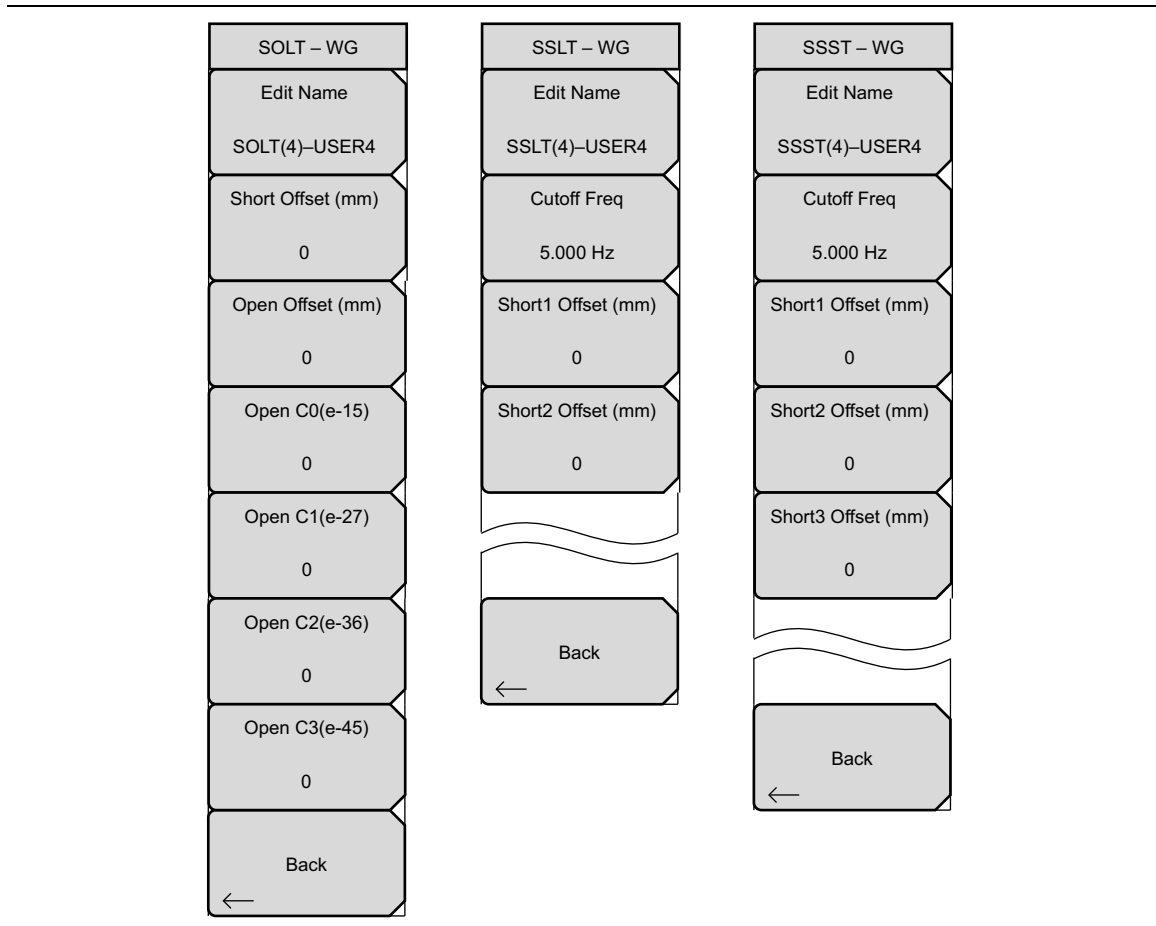 SOLT – WG
Edit Name
SOLT(4)–USER4
Short Offset (mm)
0
Open Offset (mm)
0
Open C0(e-15)
0
Open C1(e-27)
0
Open C2(e-36)
0
Open C3(e-45)
0
Back
SSLT – WG
Edit Name
SSLT(4)–USER4
Cutoff Freq
5.000 Hz
Short1 Offset (mm)
0
Short2 Offset (mm)
0
Back
SSST – WG
Edit Name
SSST(4)–USER4
Cutoff Freq
5.000 Hz
Short1 Offset (mm)
0
Short2 Offset (mm)
0
Short3 Offset (mm)
0
Back